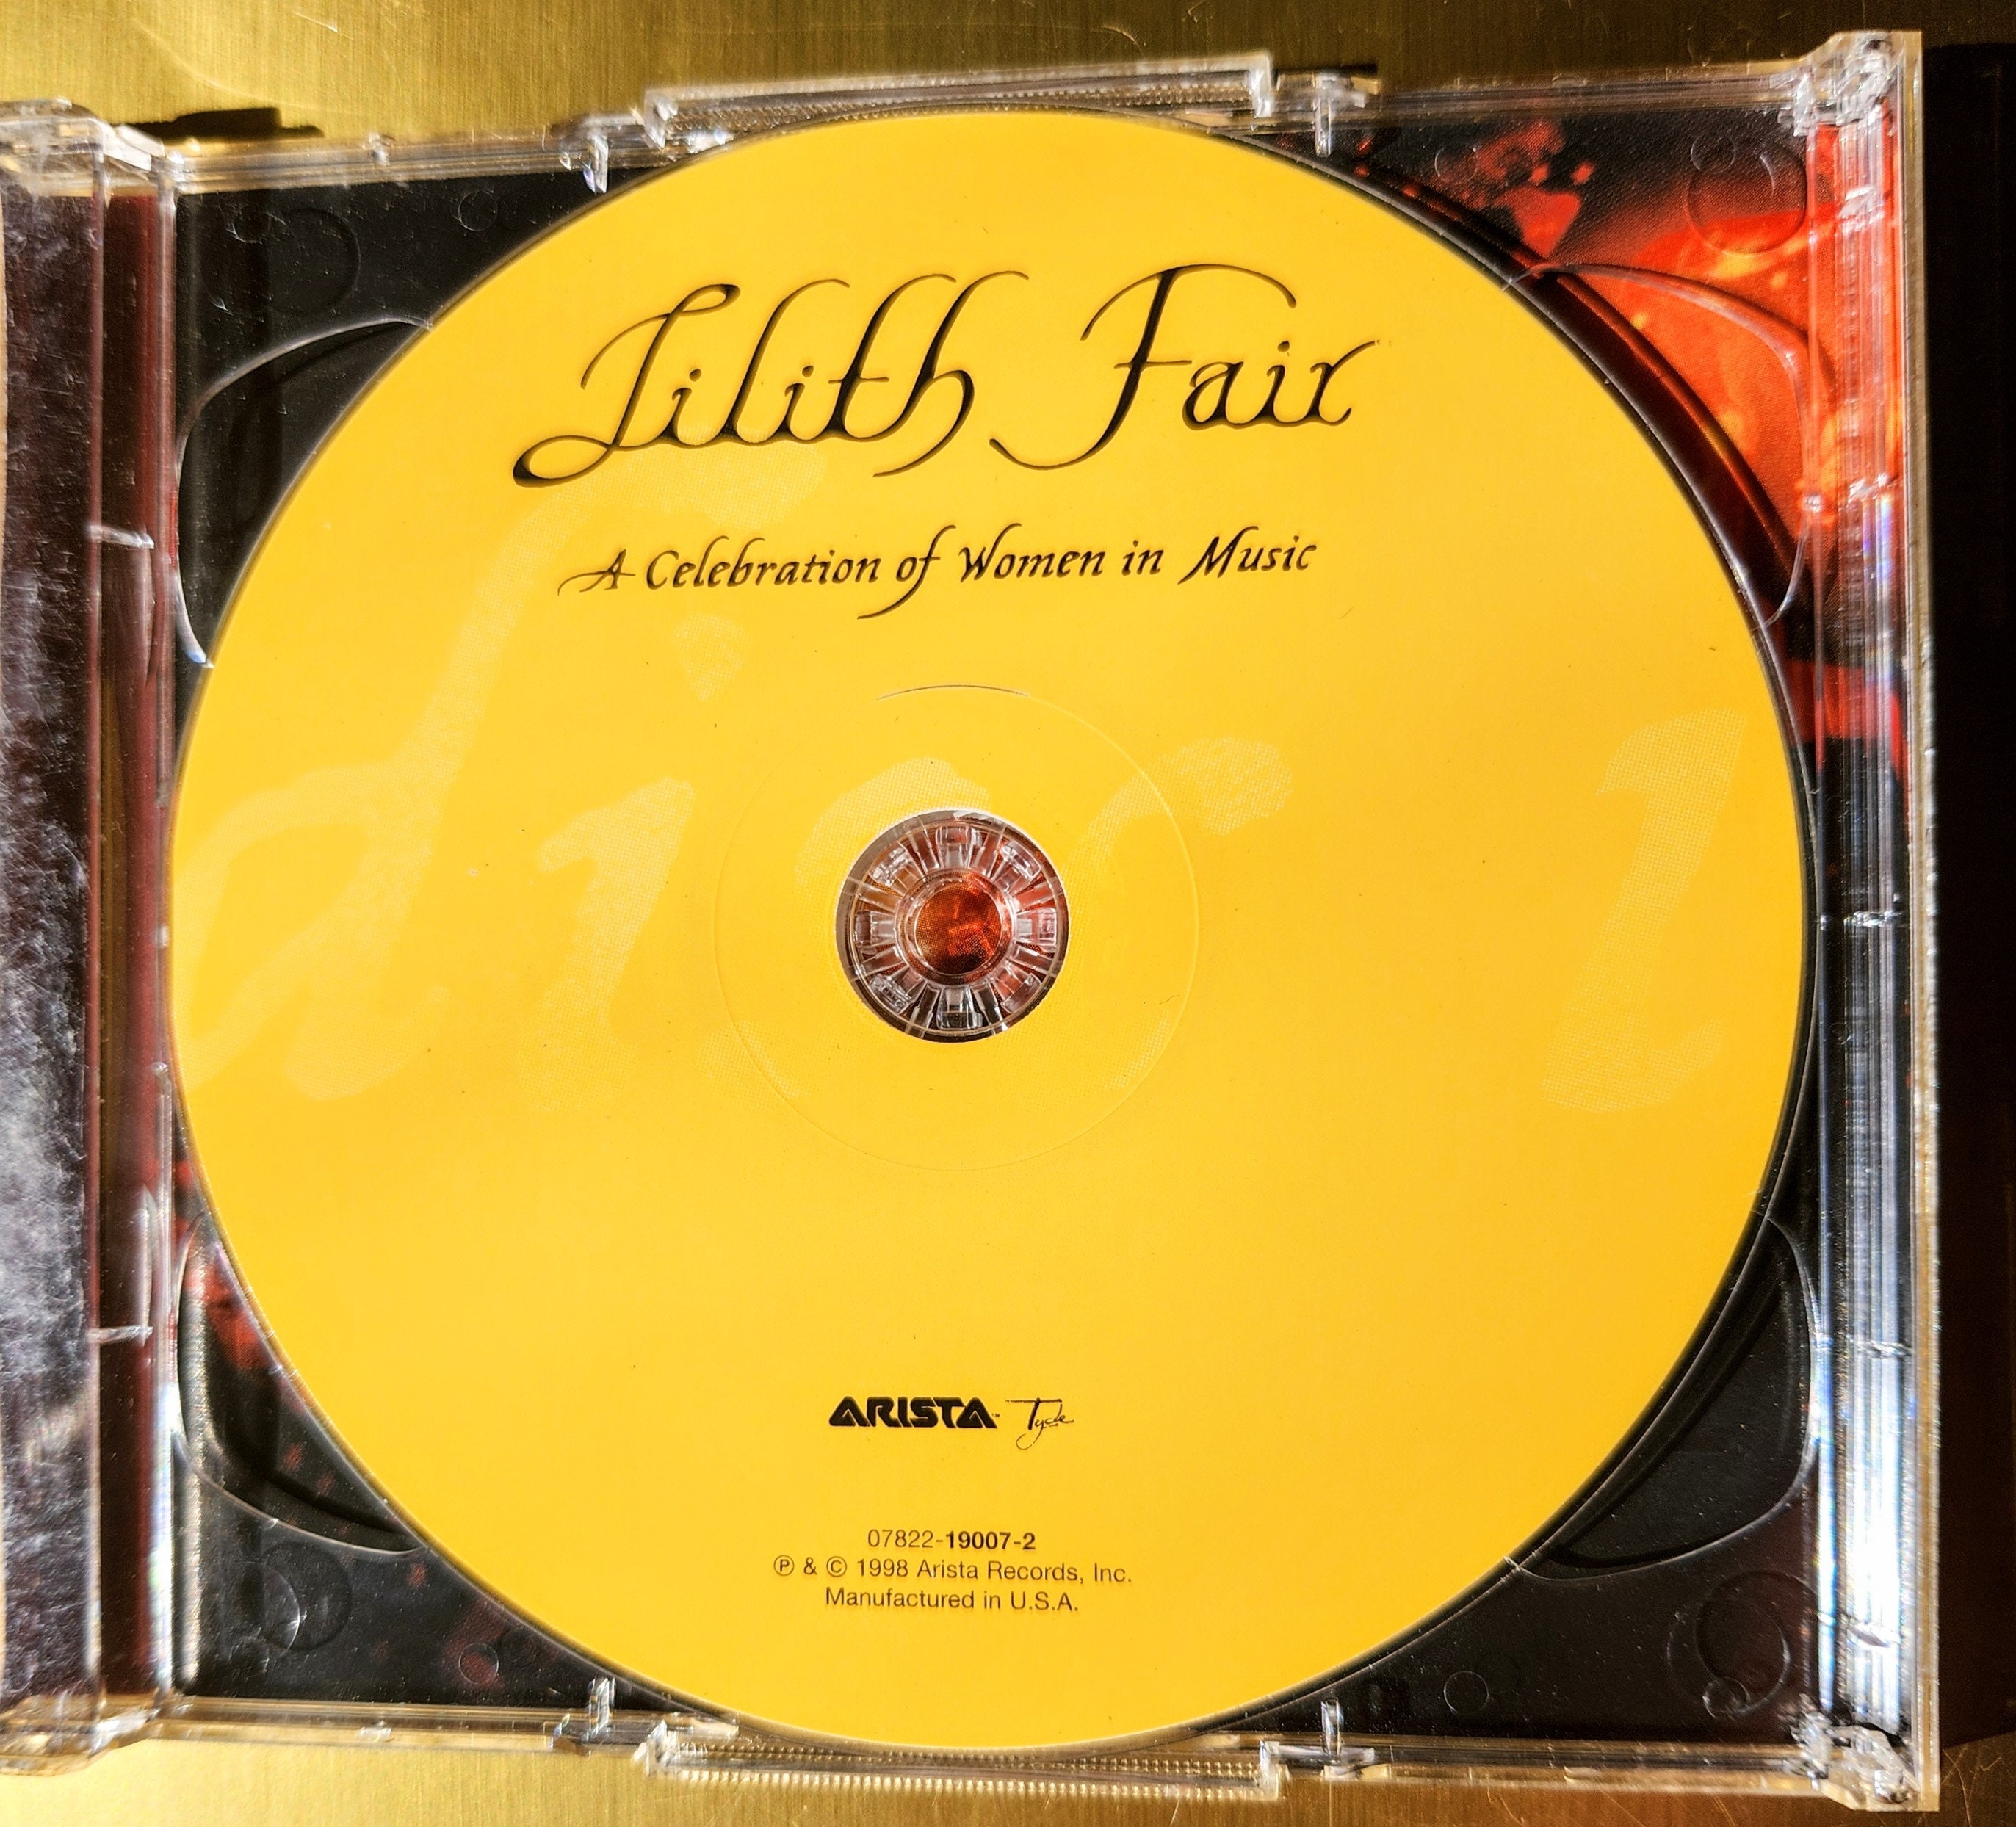 Lilith Fair
A Celebration of Women in Music
disc 1
ARISTA Tyde
07822-19007-2
℗ & © 1998 Arista Records, Inc.
Manufactured in U.S.A.